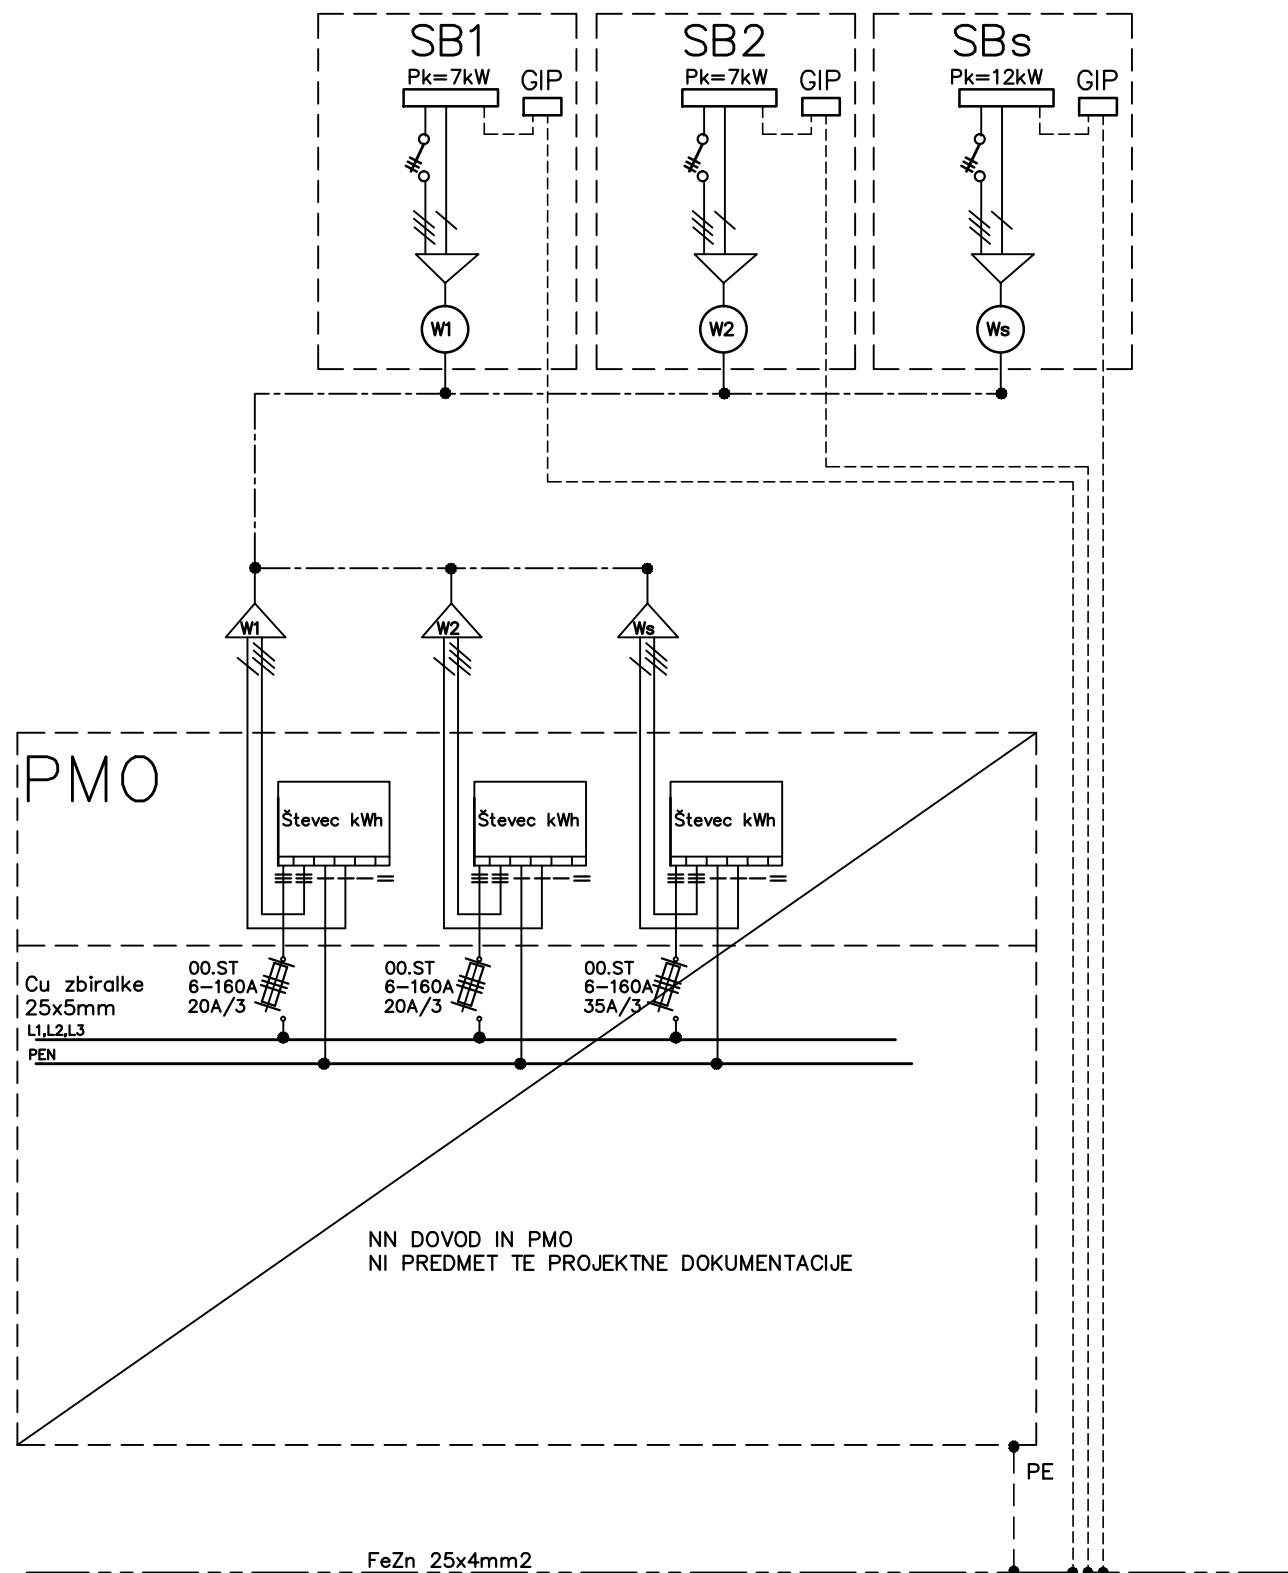 SB1
SB2
SBs
Pk=7kW
GIP
Pk=7kW
GIP
Pk=12kW
GIP
W1
W2
Ws
W1
W2
Ws
PMO
Števec kWh
Števec kWh
Števec kWh
Cu zbiralke
25x5mm
00.ST
6-160A
20A/3
00.ST
6-160A
20A/3
00.ST
6-160A
35A/3
L1,L2,L3
PEN
NN DOVOD IN PMO
NI PREDMET TE PROJEKTNE DOKUMENTACIJE
PE
FeZn 25x4mm2